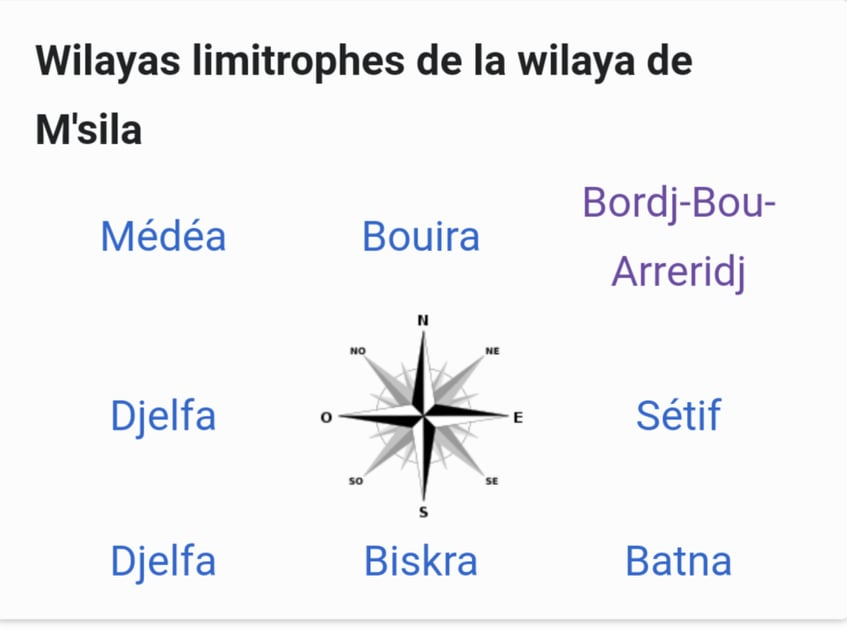 Wilayas limitrophes de la wilaya de
M'sila
Médéa Bouira Bordj-Bou-
Arreridj
N
NO NE
Djelfa O E Sétif
SO SE
S
Djelfa Biskra Batna